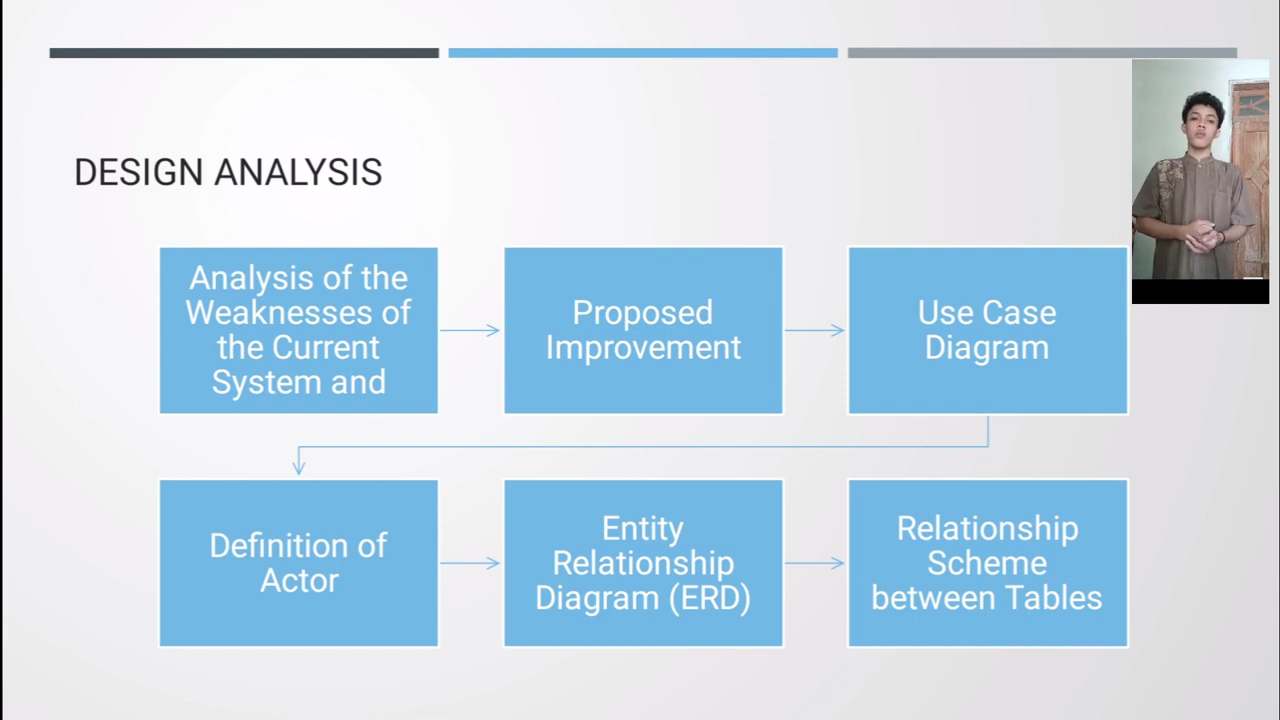 DESIGN ANALYSIS
Analysis of the
Weaknesses of
the Current
System and
Proposed
Improvement
Use Case
Diagram
Definition of
Actor
Entity
Relationship
Diagram (ERD)
Relationship
Scheme
between Tables